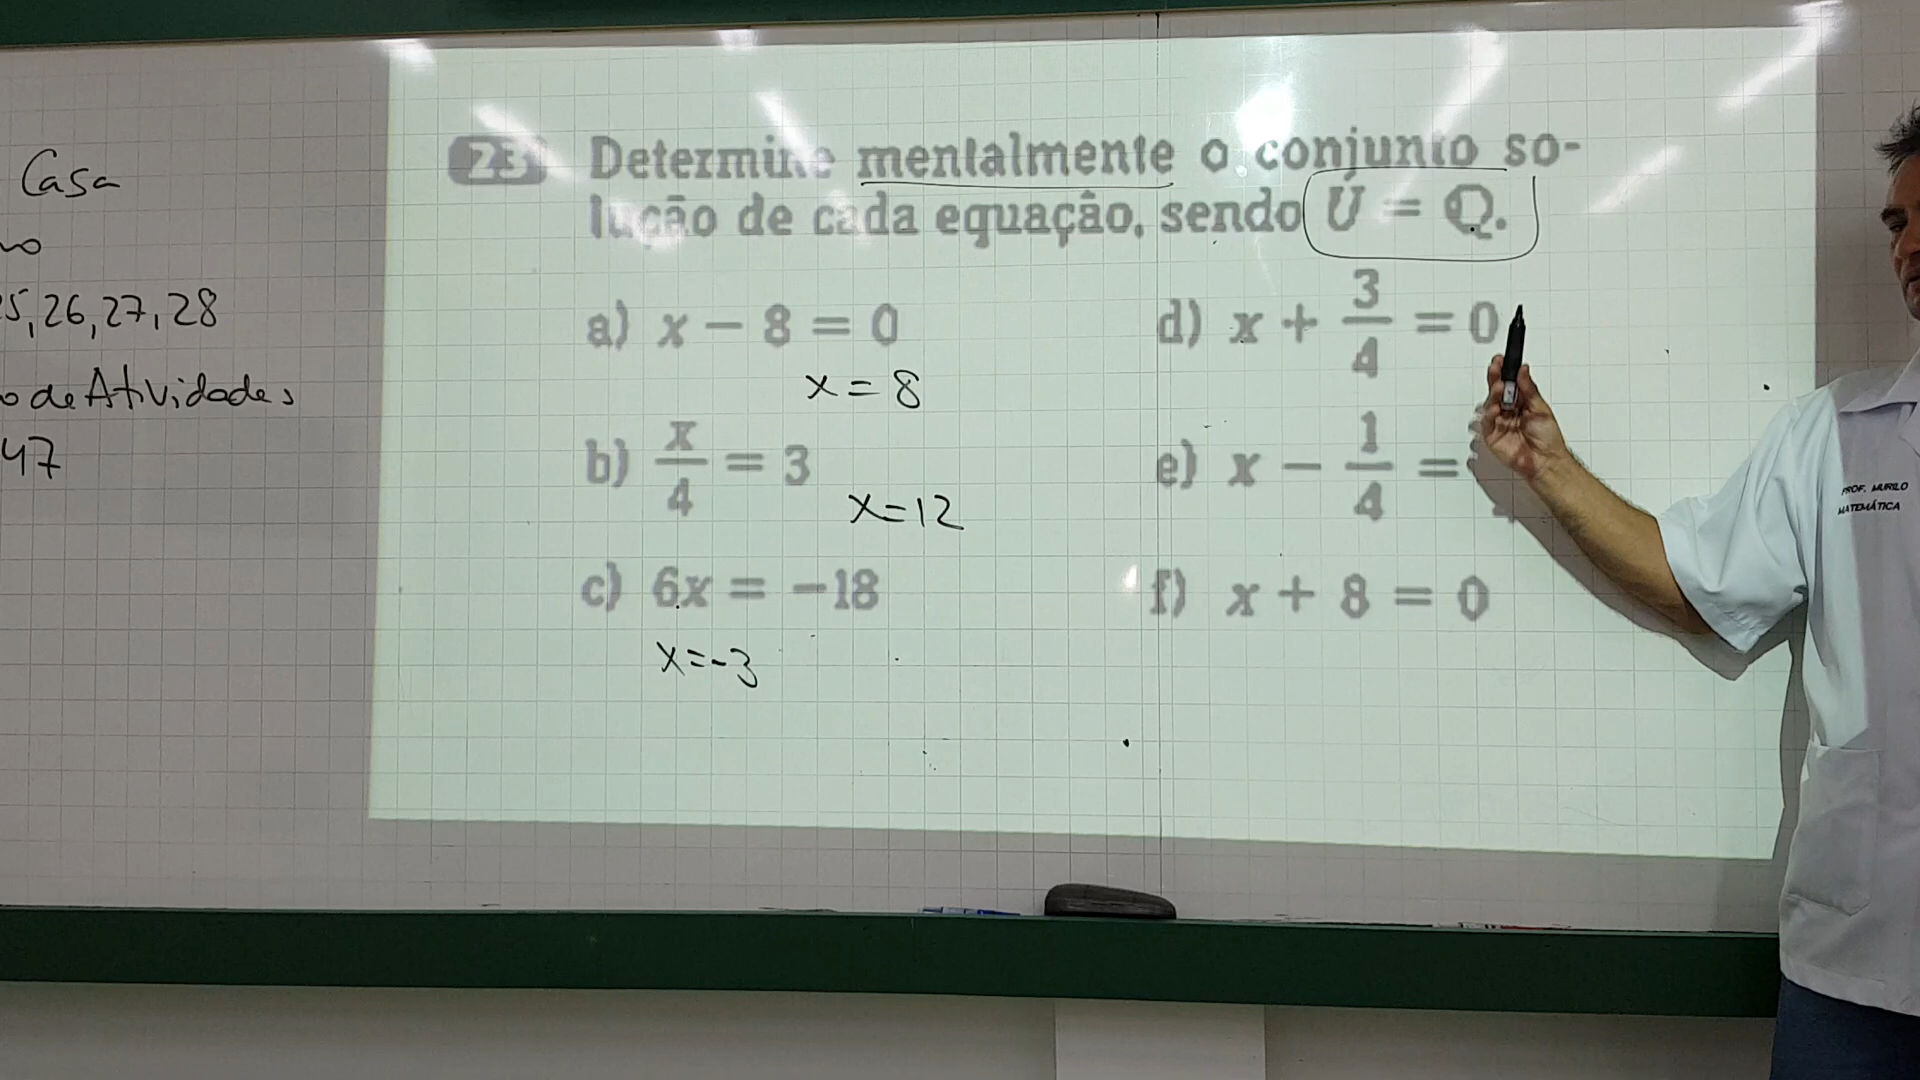 Casa
5,26,27,28
de Atividades
47
23 Determine mentalmente o conjunto so-
lução de cada equação, sendo U = Q.
a) x − 8 = 0
x = 8
b) x/4 = 3
x = 12
c) 6x = −18
x = -3
d) x + 3/4 = 0
e) x − 1/4 =
f) x + 8 = 0
PROF. MURILO
MATEMÁTICA